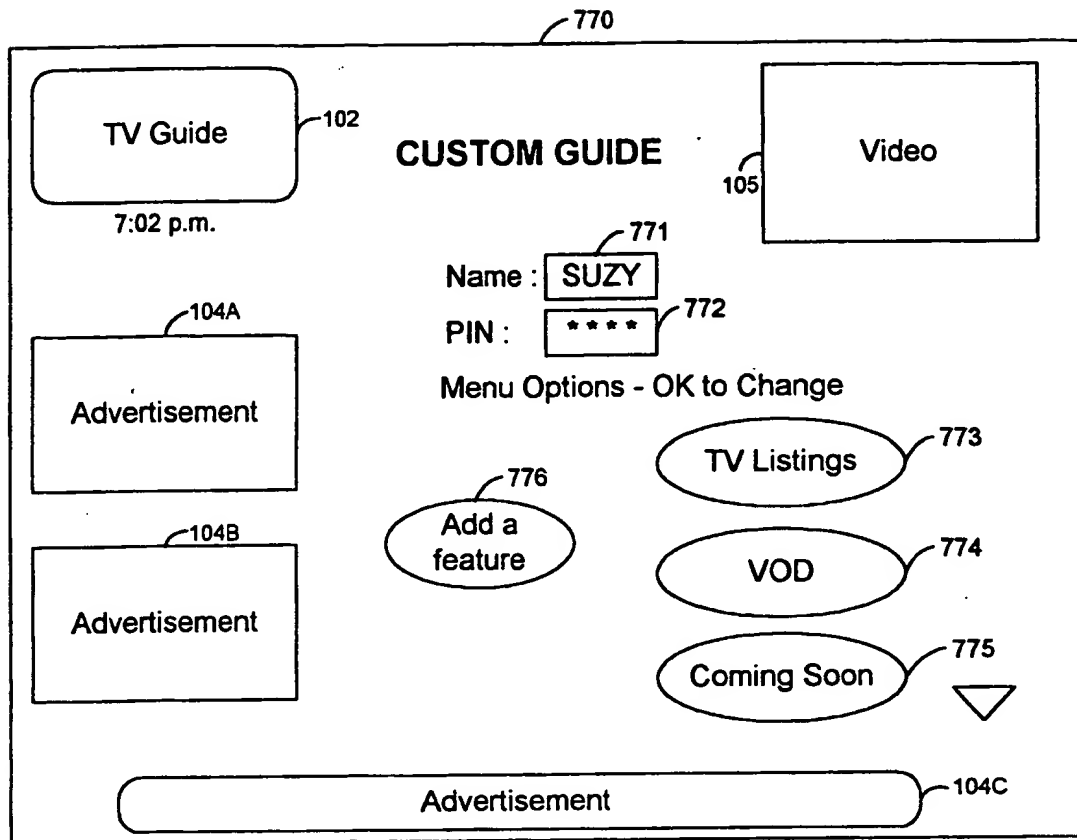 770
TV Guide
102
CUSTOM GUIDE
Video
105
7:02 p.m.
771
Name : SUZY
772
PIN : ****
104A
Menu Options - OK to Change
Advertisement
773
TV Listings
776
Add a
feature
104B
774
VOD
Advertisement
775
Coming Soon
Advertisement
104C